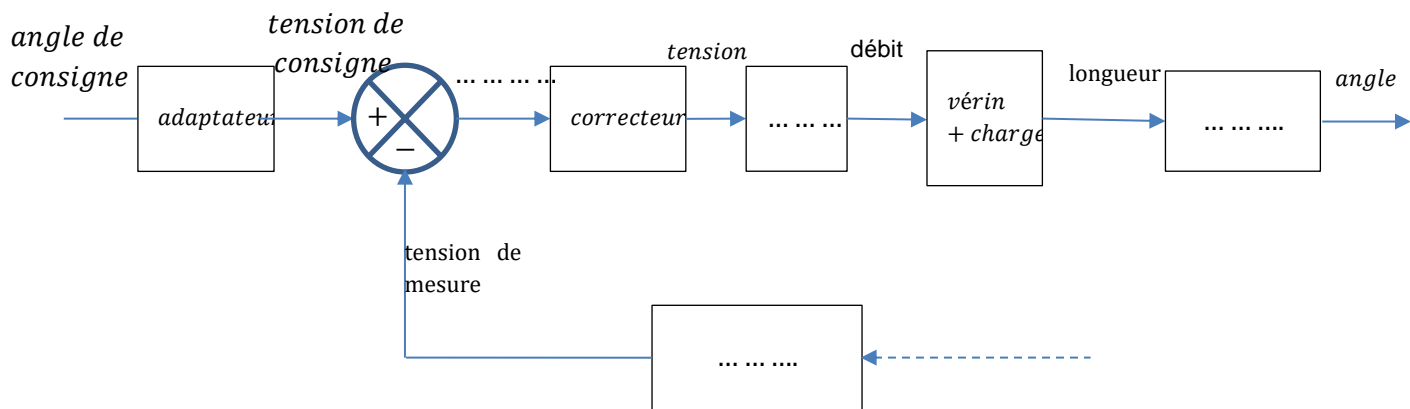 angle de
consigne
adaptateur
tension de
consigne
+
−
… … … …
correcteur
tension
… … …
débit
vérin
+ charge
longueur
… … ….
angle
tension de
mesure
… … ….